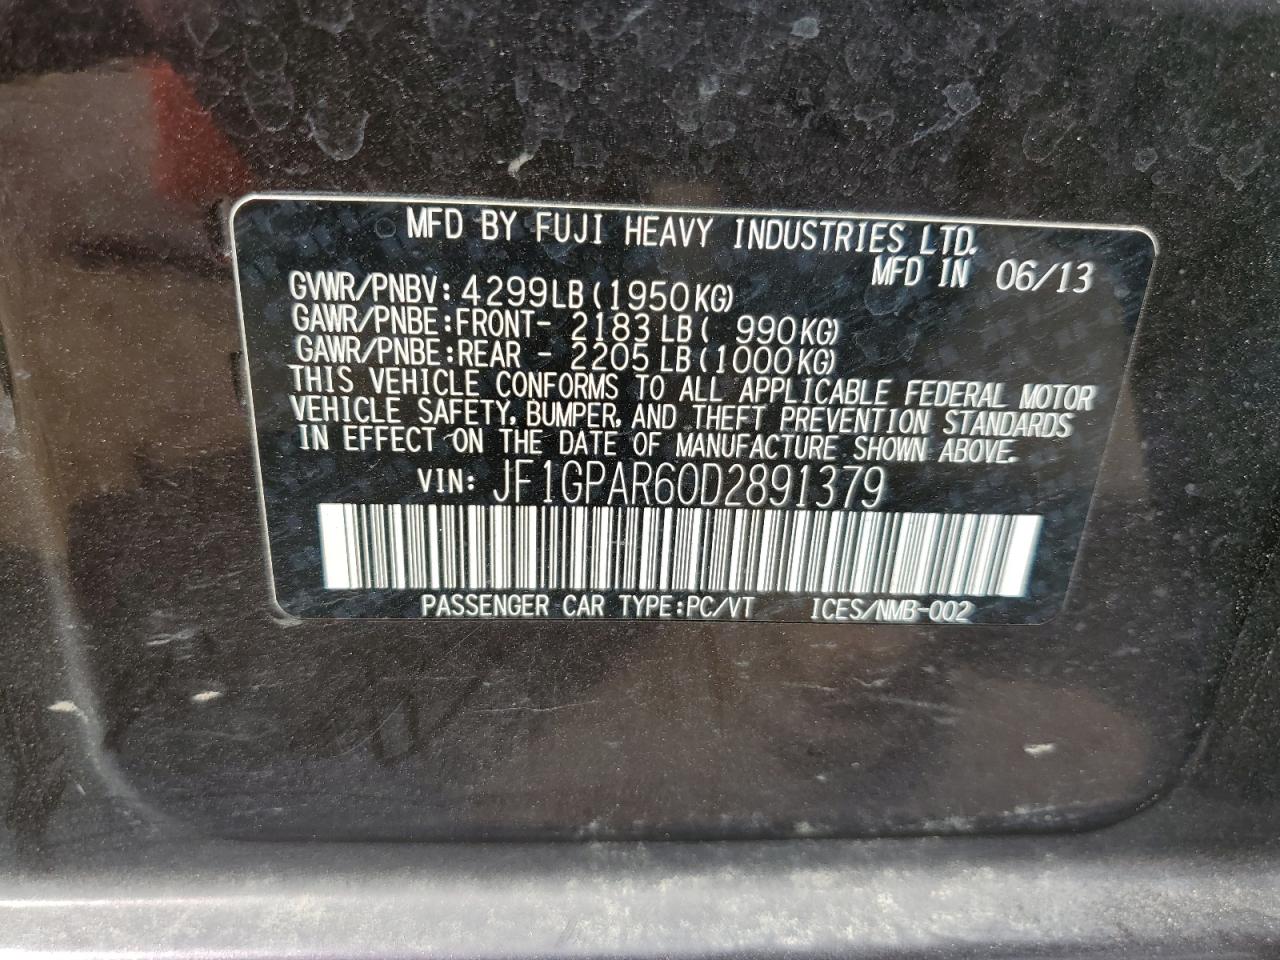 MFD BY FUJI HEAVY INDUSTRIES LTD.
MFD IN 06/13
GVWR/PNBV: 4299LB (1950KG)
GAWR/PNBE:FRONT- 2183LB( 990KG)
GAWR/PNBE:REAR - 2205LB(1000KG)
THIS VEHICLE CONFORMS TO ALL APPLICABLE FEDERAL MOTOR
VEHICLE SAFETY, BUMPER, AND THEFT PREVENTION STANDARDS
IN EFFECT ON THE DATE OF MANUFACTURE SHOWN ABOVE.
VIN: JF1GPAR60D2891379
PASSENGER CAR TYPE:PC/VT ICES/NMB-002